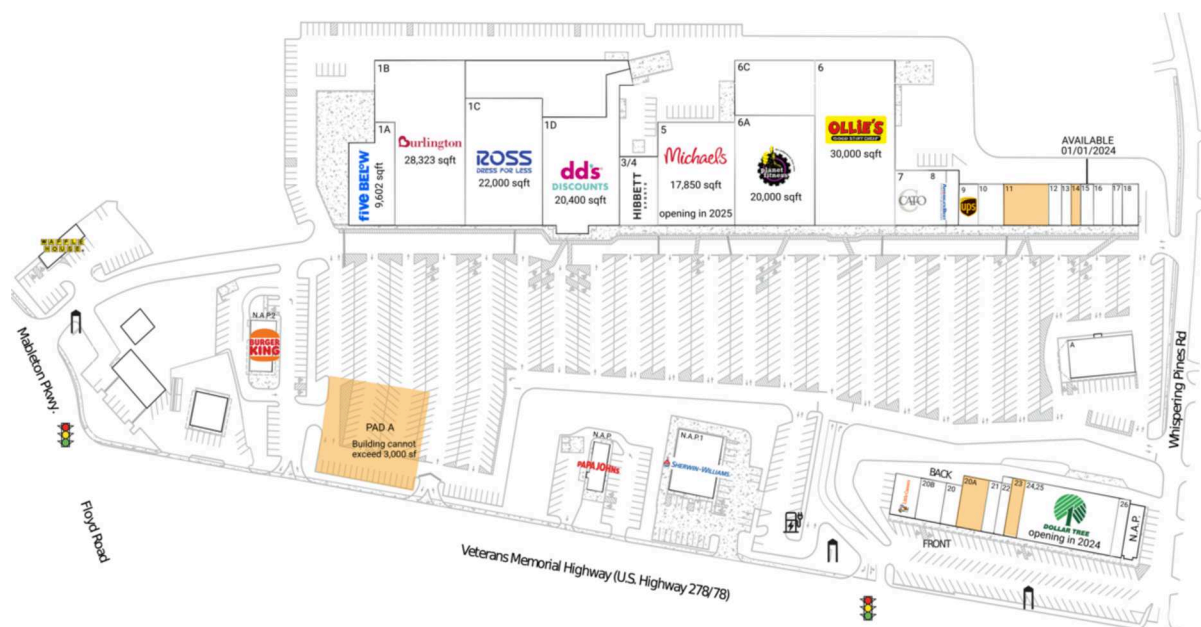 1B
1C
1D
1A
Burlington
28,323 sqft
ROSS
DRESS FOR LESS
22,000 sqft
dd's
DISCOUNTS
20,400 sqft
five BELOW
9,602 sqft
3/4
HIBBETT
SPORTS
5
Michaels
17,850 sqft
opening in 2025
6C
6A
planet fitness
20,000 sqft
6
OLLIE'S
30,000 sqft
AVAILABLE
01/01/2024
7
CATO
8
9
ups
10
11
12
13
14
15
16
17
18
WAFFLE
HOUSE
N.A.P.2
BURGER
KING
A
Mableton Pkwy.
Floyd Road
Whispering Pines Rd
PAD A
Building cannot
exceed 3,000 sf
N.A.P.
PAPA JOHNS
N.A.P.1
SHERWIN-WILLIAMS
BACK
20B
20
20A
21
22
23
24,25
DOLLAR TREE
opening in 2024
26
N.A.P.
FRONT
Veterans Memorial Highway (U.S. Highway 278/78)